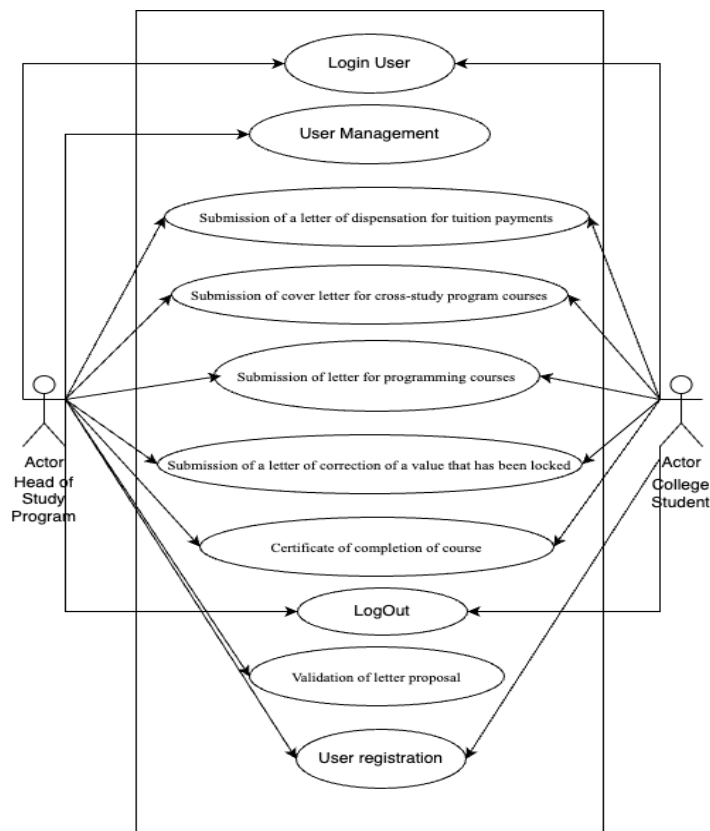 Login User
User Management
Submission of a letter of dispensation for tuition payments
Submission of cover letter for cross-study program courses
Submission of letter for programming courses
Submission of a letter of correction of a value that has been locked
Certificate of completion of course
LogOut
Validation of letter proposal
User registration
Actor
Head of
Study
Program
Actor
College
Student